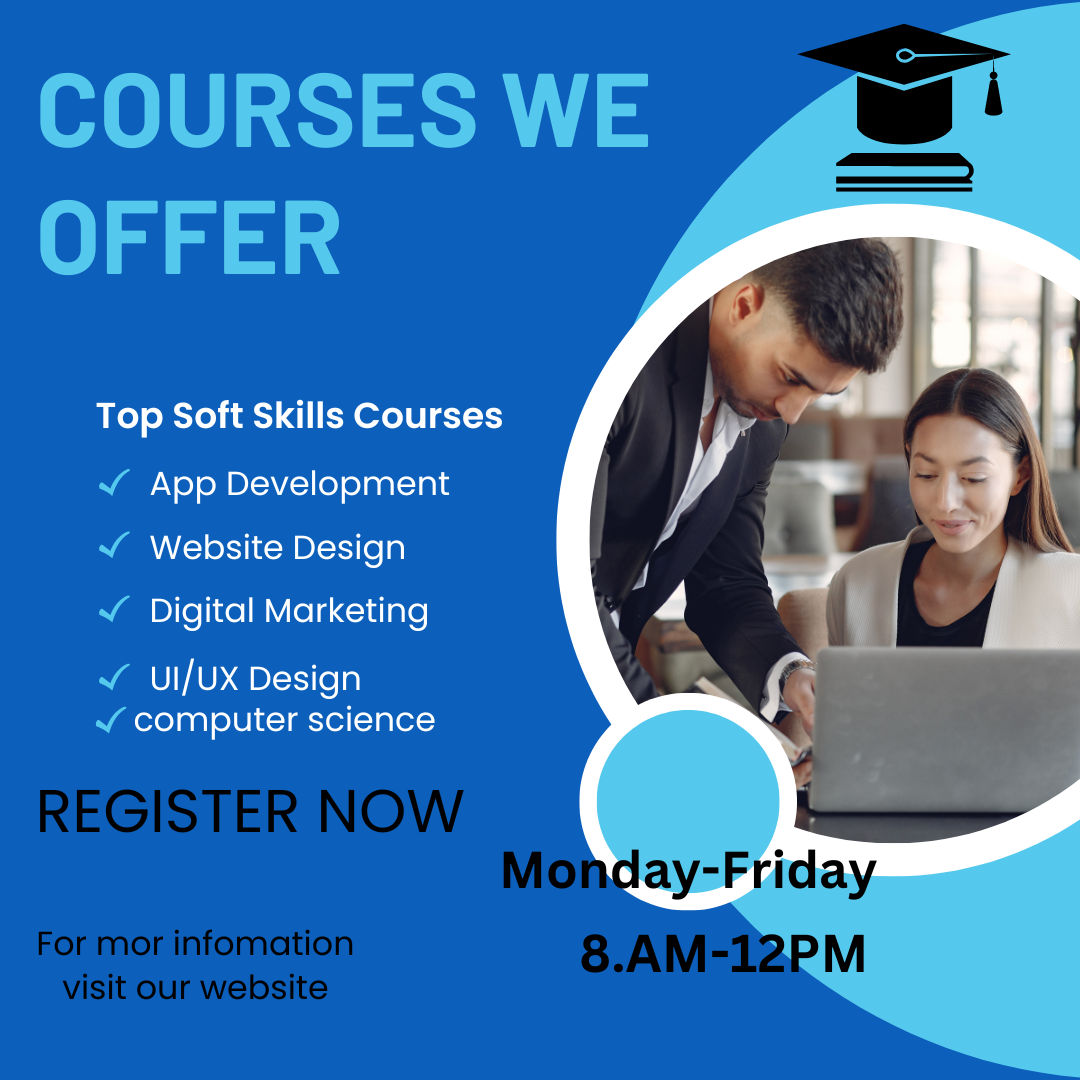 COURSES WE
OFFER
Top Soft Skills Courses
App Development
Website Design
Digital Marketing
UI/UX Design
computer science
REGISTER NOW
Monday-Friday
8.AM-12PM
For mor infomation
visit our website